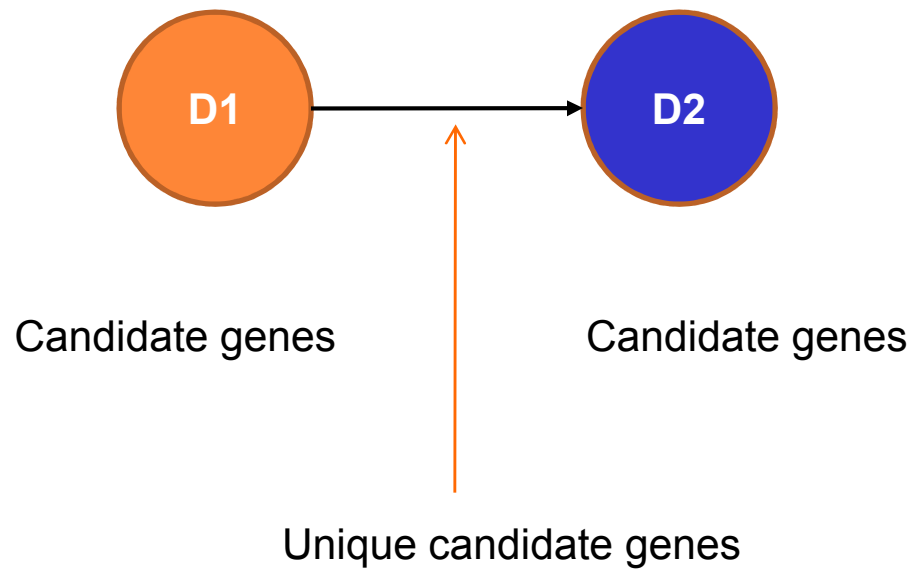 D1
D2
Candidate genes
Candidate genes
Unique candidate genes